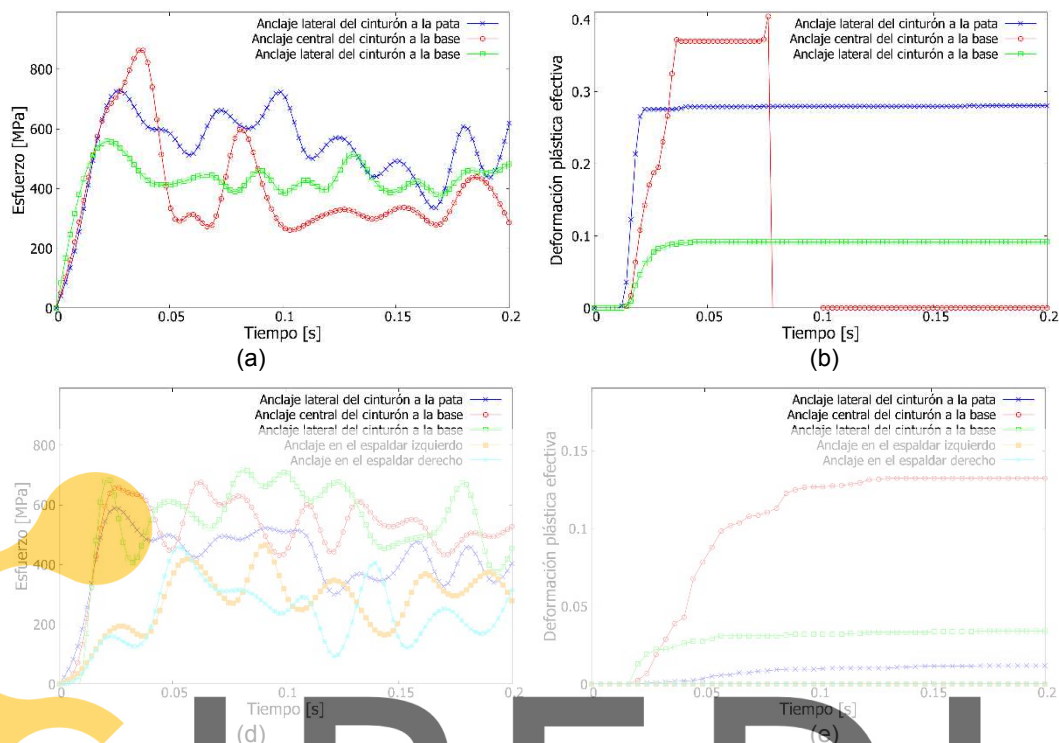 Anclaje lateral del cinturón a la pata
Anclaje central del cinturón a la base
Anclaje lateral del cinturón a la base
Esfuerzo [MPa]
800
600
400
200
0
0
0.05
0.1
0.15
0.2
Tiempo [s]
(a)
Anclaje lateral del cinturón a la pata
Anclaje central del cinturón a la base
Anclaje lateral del cinturón a la base
Deformación plástica efectiva
0.4
0.3
0.2
0.1
0
0
0.05
0.1
0.15
0.2
Tiempo [s]
(b)
Anclaje lateral del cinturón a la pata
Anclaje central del cinturón a la base
Anclaje lateral del cinturón a la base
Anclaje en el espaldar izquierdo
Anclaje en el espaldar derecho
Esfuerzo [MPa]
800
600
400
200
0
0
0.05
0.1
0.15
0.2
Tiempo [s]
(d)
Anclaje lateral del cinturón a la pata
Anclaje central del cinturón a la base
Anclaje lateral del cinturón a la base
Anclaje en el espaldar izquierdo
Anclaje en el espaldar derecho
Deformación plástica efectiva
0.15
0.1
0.05
0
0
0.05
0.1
0.15
0.2
Tiempo [s]
(e)